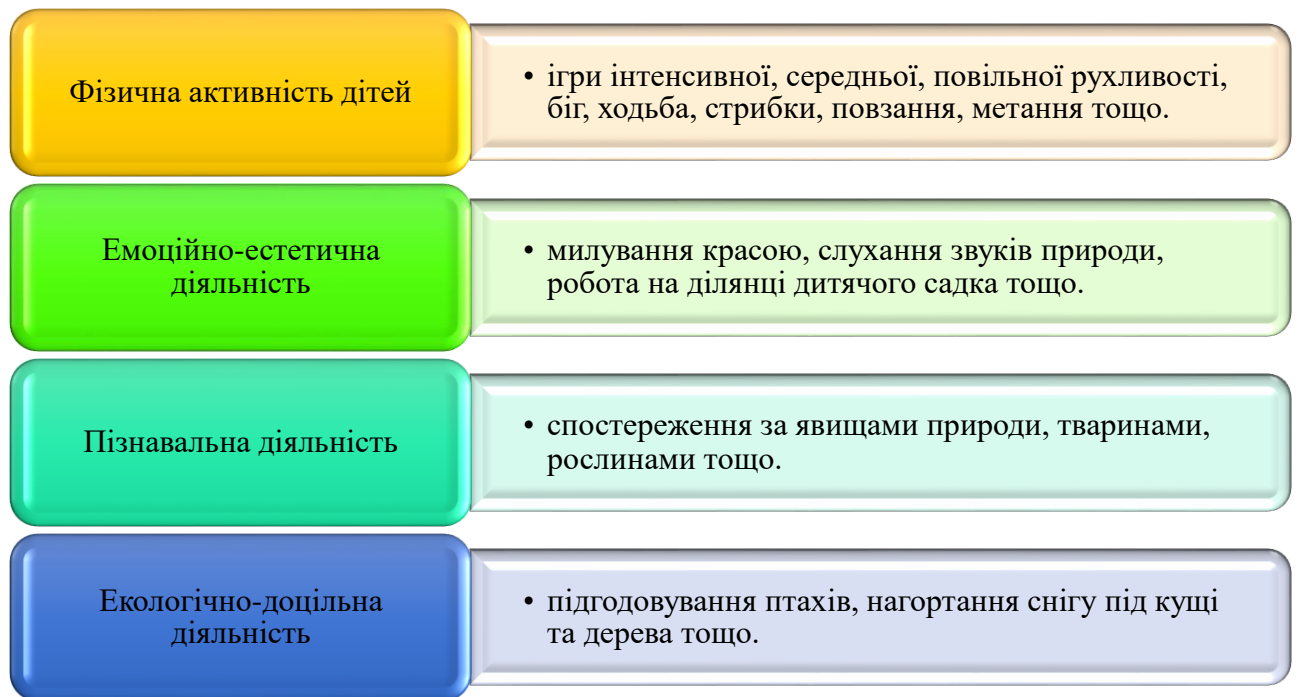 Фізична активність дітей
• ігри інтенсивної, середньої, повільної рухливості,
біг, ходьба, стрибки, повзання, метання тощо.
Емоційно-естетична
діяльність
• милування красою, слухання звуків природи,
робота на ділянці дитячого садка тощо.
Пізнавальна діяльність
• спостереження за явищами природи, тваринами,
рослинами тощо.
Екологічно-доцільна
діяльність
• підгодовування птахів, нагортання снігу під кущі
та дерева тощо.